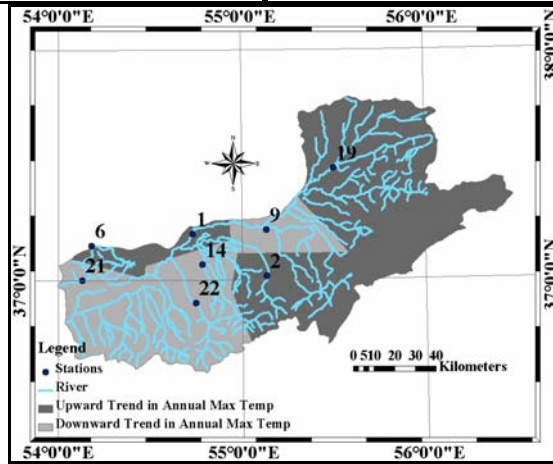 54°0'0"E 55°0'0"E 56°0'0"E
38°0'0"N
N
W E
S
19
9
1
6
14
2
21
37°0'0"N 37°0'0"N
22
Legend
Stations
River
Upward Trend in Annual Max Temp
Downward Trend in Annual Max Temp
0 5 10 20 30 40
Kilometers
54°0'0"E 55°0'0"E 56°0'0"E